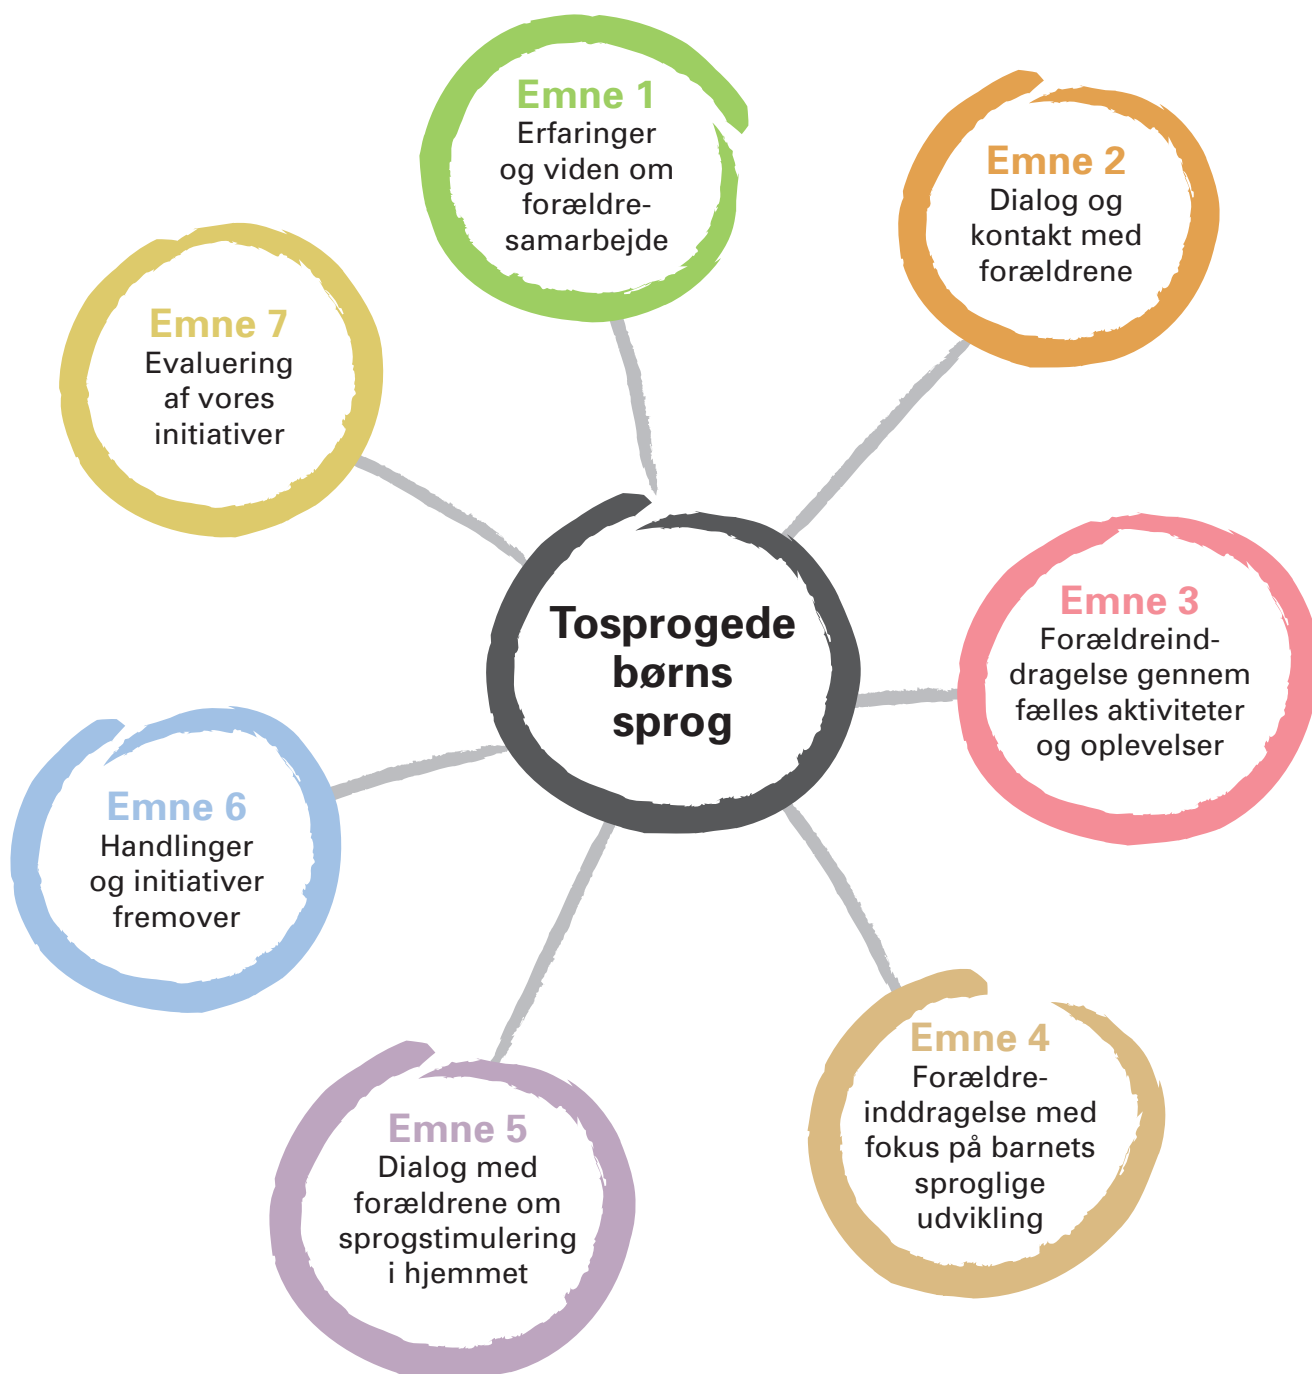 Emne 1
Erfaringer
og viden om
forældre-
samarbejde
Emne 2
Dialog og
kontakt med
forældrene
Emne 3
Forældreind-
dragelse gennem
fælles aktiviteter
og oplevelser
Emne 4
Forældre-
inddragelse med
fokus på barnets
sproglige
udvikling
Emne 5
Dialog med
forældrene om
sprogstimulering
i hjemmet
Emne 6
Handlinger
og initiativer
fremover
Emne 7
Evaluering
af vores
initiativer
Tosprogede
børns
sprog